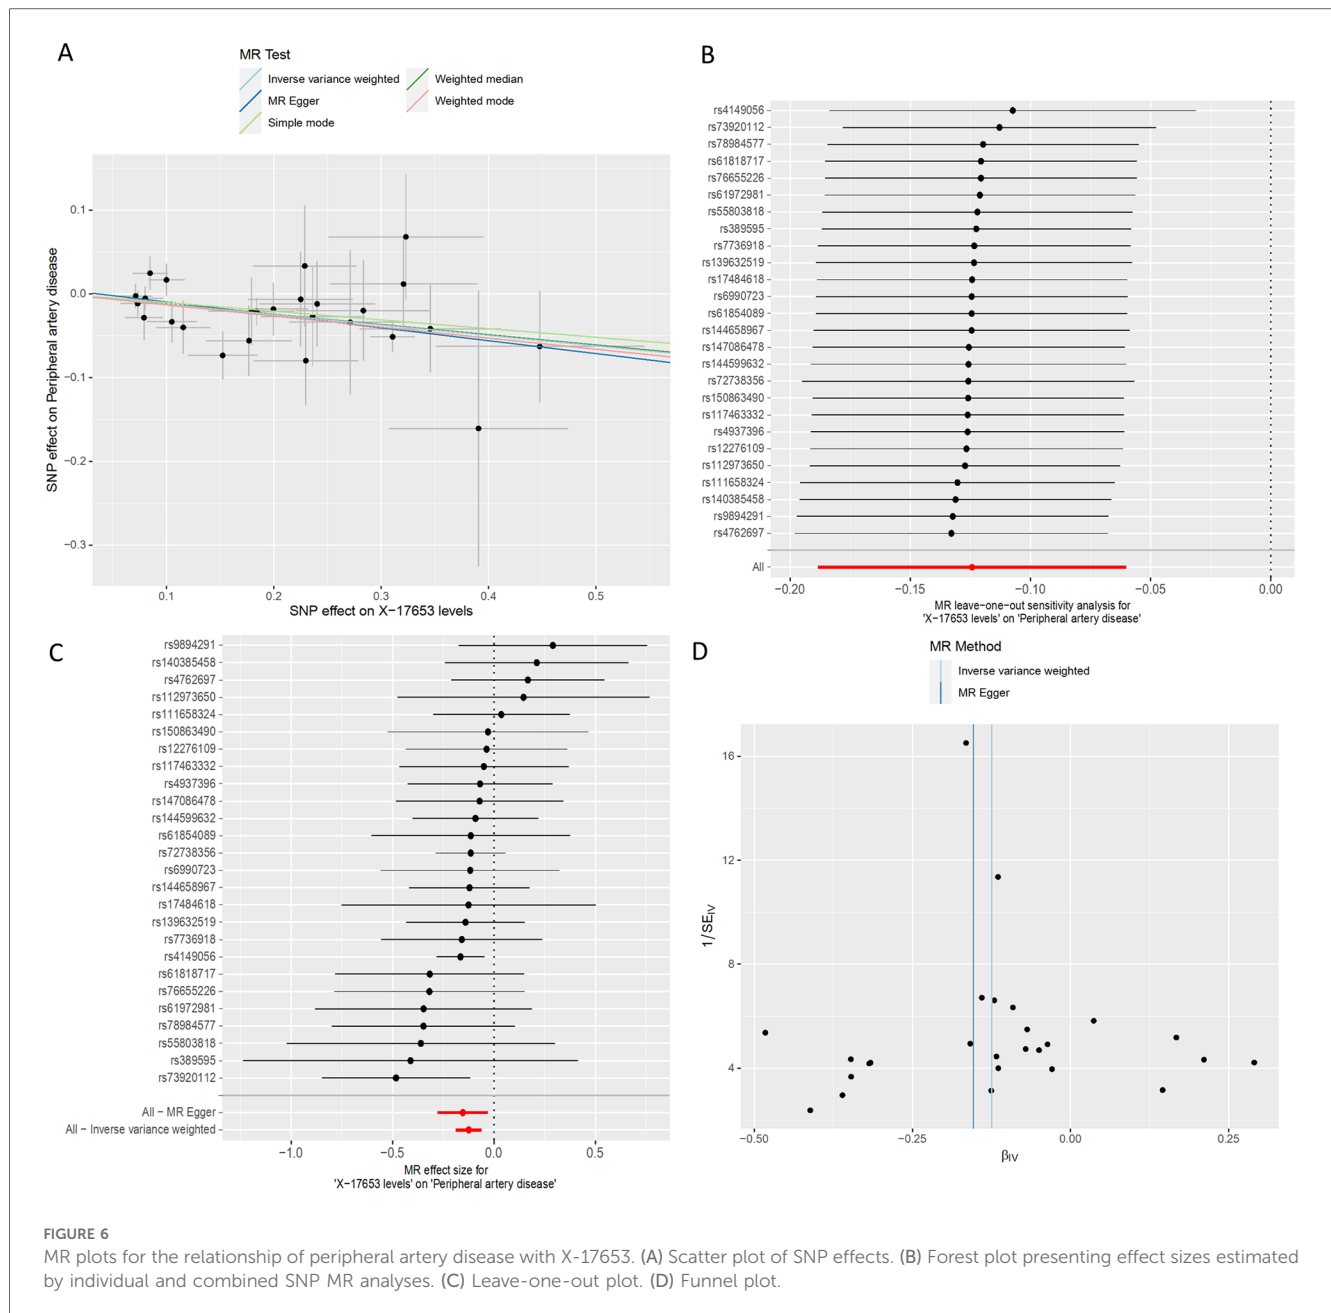 A
MR Test
Inverse variance weighted
MR Egger
Simple mode
Weighted median
Weighted mode
SNP effect on Peripheral artery disease
0.1
0.0
−0.1
−0.2
−0.3
0.1 0.2 0.3 0.4 0.5
SNP effect on X−17653 levels
B
rs4149056
rs73920112
rs78984577
rs61818717
rs76655226
rs61972981
rs55803818
rs389595
rs7736918
rs139632519
rs17484618
rs6990723
rs61854089
rs144658967
rs147086478
rs144599632
rs72738356
rs150863490
rs117463332
rs4937396
rs12276109
rs112973650
rs111658324
rs140385458
rs9894291
rs4762697
All
−0.20 −0.15 −0.10 −0.05 0.00
MR leave−one−out sensitivity analysis for
'X−17653 levels' on 'Peripheral artery disease'
C
rs9894291
rs140385458
rs4762697
rs112973650
rs111658324
rs150863490
rs12276109
rs117463332
rs4937396
rs147086478
rs144599632
rs61854089
rs72738356
rs6990723
rs144658967
rs17484618
rs139632519
rs7736918
rs4149056
rs61818717
rs76655226
rs61972981
rs78984577
rs55803818
rs389595
rs73920112
All − MR Egger
All − Inverse variance weighted
−1.0 −0.5 0.0 0.5
MR effect size for
'X−17653 levels' on 'Peripheral artery disease'
D
MR Method
Inverse variance weighted
MR Egger
1/SEIV
16
12
8
4
−0.50 −0.25 0.00 0.25
βIV
FIGURE 6
MR plots for the relationship of peripheral artery disease with X-17653. (A) Scatter plot of SNP effects. (B) Forest plot presenting effect sizes estimated
by individual and combined SNP MR analyses. (C) Leave-one-out plot. (D) Funnel plot.